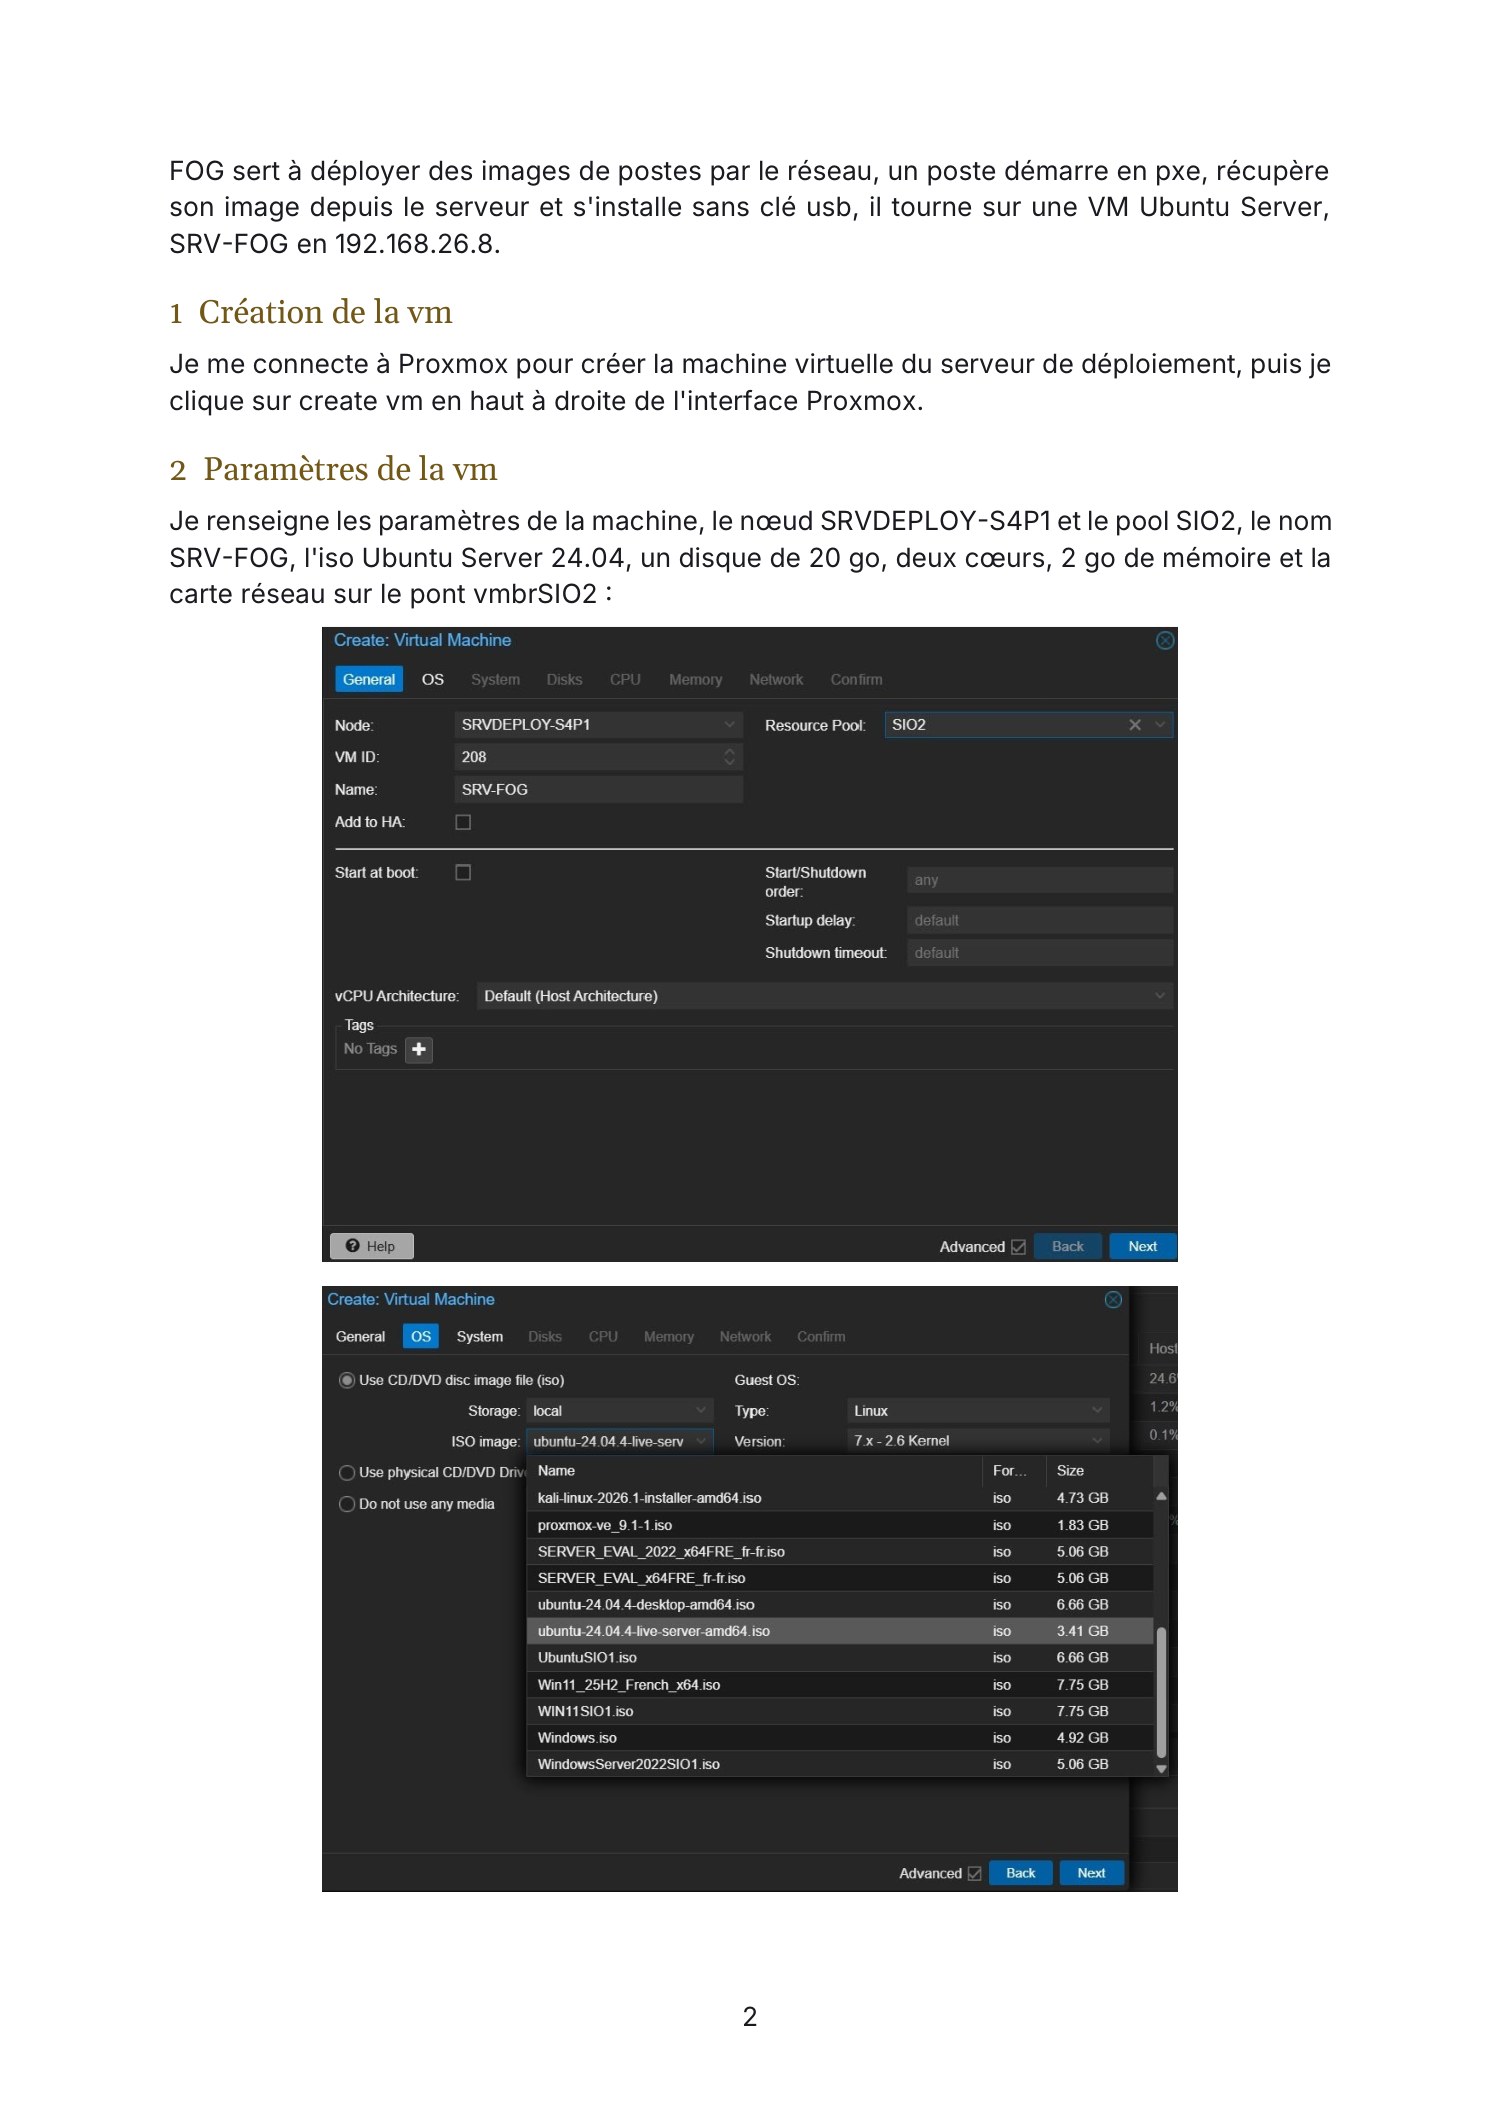 FOG sert à déployer des images de postes par le réseau, un poste démarre en pxe, récupère
son image depuis le serveur et s'installe sans clé usb, il tourne sur une VM Ubuntu Server,
SRV-FOG en 192.168.26.8.
1 Création de la vm
Je me connecte à Proxmox pour créer la machine virtuelle du serveur de déploiement, puis je
clique sur create vm en haut à droite de l'interface Proxmox.
2 Paramètres de la vm
Je renseigne les paramètres de la machine, le nœud SRVDEPLOY-S4P1 et le pool SIO2, le nom
SRV-FOG, l'iso Ubuntu Server 24.04, un disque de 20 go, deux cœurs, 2 go de mémoire et la
carte réseau sur le pont vmbrSIO2 :
Create: Virtual Machine
General OS System Disks CPU Memory Network Confirm
Node: SRVDEPLOY-S4P1 Resource Pool: SIO2
VM ID: 208
Name: SRV-FOG
Add to HA:
Start at boot: Start/Shutdown order: any
Startup delay: default
Shutdown timeout: default
vCPU Architecture: Default (Host Architecture)
Tags
No Tags
Help Advanced Back Next
Create: Virtual Machine
General OS System Disks CPU Memory Network Confirm
Host
Use CD/DVD disc image file (iso) Guest OS: 24.6
Storage: local Type: Linux 1.2%
ISO image: ubuntu-24.04.4-live-serv Version: 7.x - 2.6 Kernel 0.1%
Use physical CD/DVD Driv
Do not use any media
Name For... Size
kali-linux-2026.1-installer-amd64.iso iso 4.73 GB
proxmox-ve_9.1-1.iso iso 1.83 GB
SERVER_EVAL_2022_x64FRE_fr-fr.iso iso 5.06 GB
SERVER_EVAL_x64FRE_fr-fr.iso iso 5.06 GB
ubuntu-24.04.4-desktop-amd64.iso iso 6.66 GB
ubuntu-24.04.4-live-server-amd64.iso iso 3.41 GB
UbuntuSIO1.iso iso 6.66 GB
Win11_25H2_French_x64.iso iso 7.75 GB
WIN11SIO1.iso iso 7.75 GB
Windows.iso iso 4.92 GB
WindowsServer2022SIO1.iso iso 5.06 GB
Advanced Back Next
2